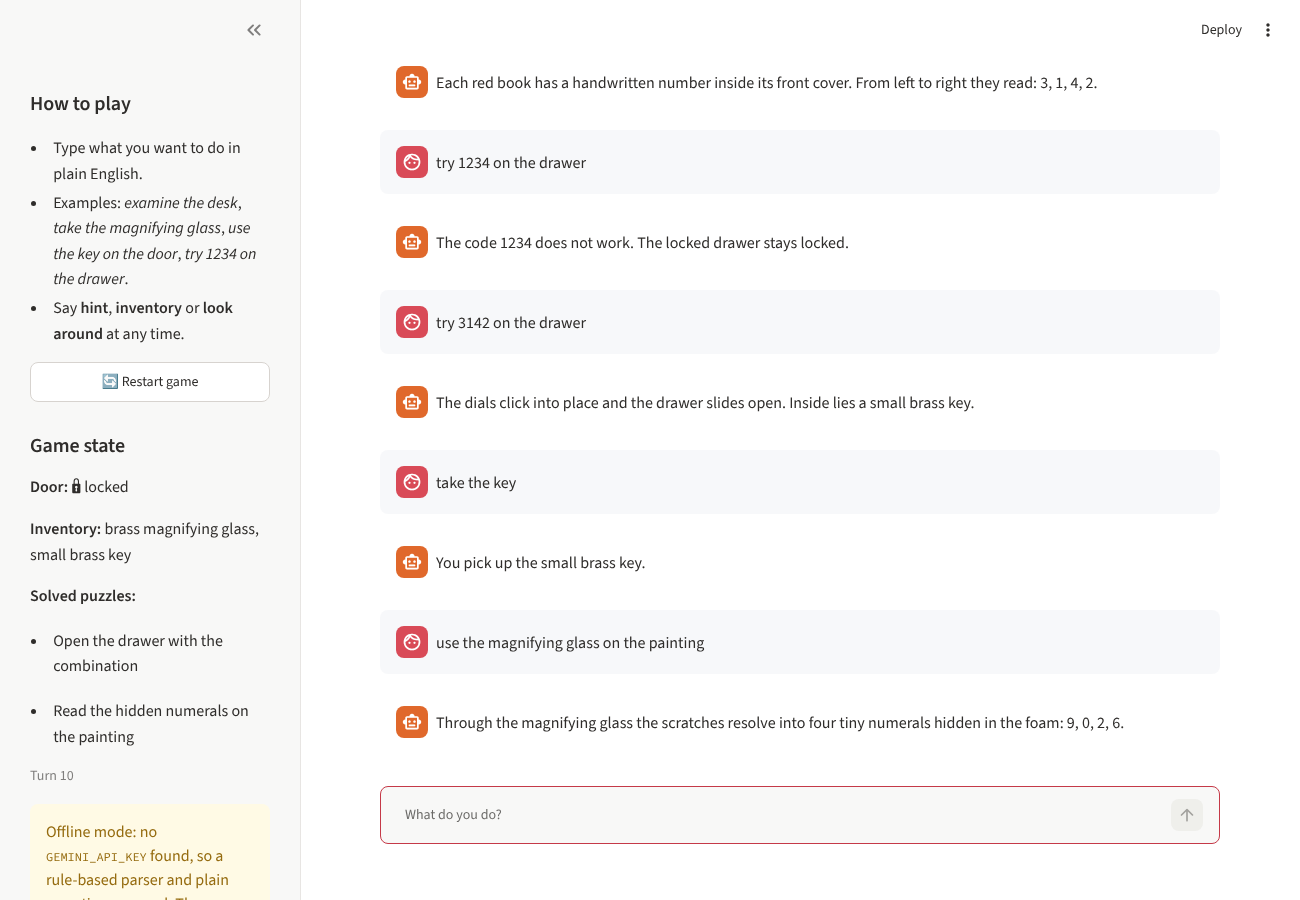 How to play
Type what you want to do in
plain English.
Examples: examine the desk,
take the magnifying glass, use
the key on the door, try 1234 on
the drawer.
Say hint, inventory or look
around at any time.
Restart game
Game state
Door: locked
Inventory: brass magnifying glass,
small brass key
Solved puzzles:
Open the drawer with the
combination
Read the hidden numerals on
the painting
Turn 10
Offline mode: no
GEMINI_API_KEY found, so a
rule-based parser and plain
Deploy
Each red book has a handwritten number inside its front cover. From left to right they read: 3, 1, 4, 2.
try 1234 on the drawer
The code 1234 does not work. The locked drawer stays locked.
try 3142 on the drawer
The dials click into place and the drawer slides open. Inside lies a small brass key.
take the key
You pick up the small brass key.
use the magnifying glass on the painting
Through the magnifying glass the scratches resolve into four tiny numerals hidden in the foam: 9, 0, 2, 6.
What do you do?